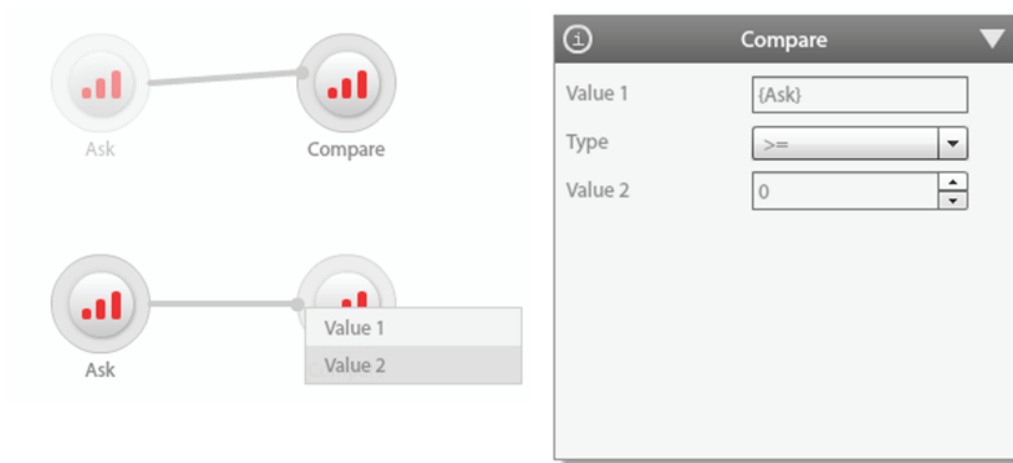 Ask
Compare
Ask
Value 1
Value 2
Compare
Value 1
{Ask}
Type
>=
Value 2
0